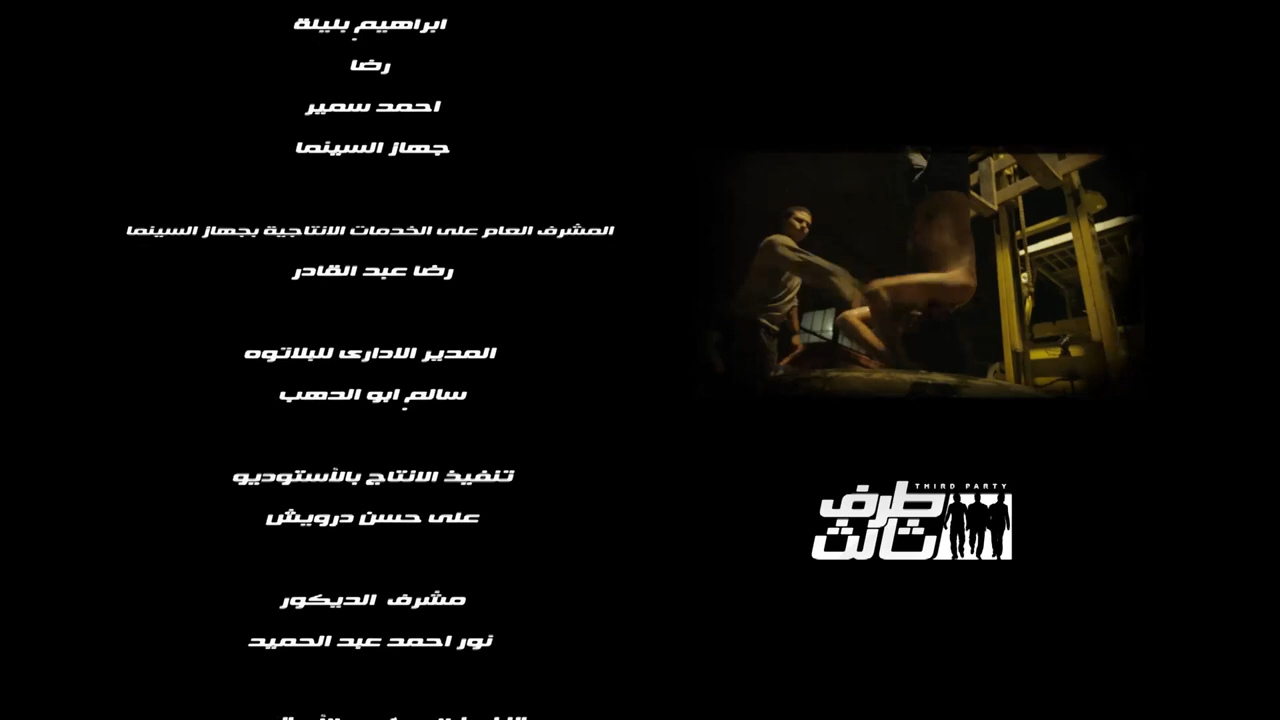 ابراهيم بليلة
رضا
احمد سمير
جهاز السينما
المشرف العام على الخدمات الانتاجية بجهاز السينما
رضا عبد القادر
المدير الادارى للبلاتوه
سالم ابو الدهب
تنفيذ الانتاج بالأستوديو
على حسن درويش
مشرف الديكور
نور احمد عبد الحميد
THIRD PARTY
طرف
ثالث